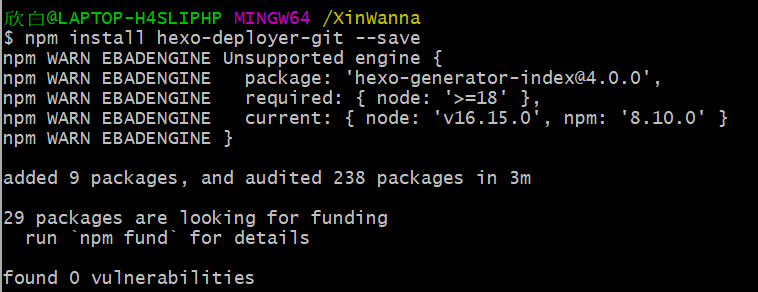 欣白@LAPTOP-H4SLIPHP MINGW64 /XinWanna
$ npm install hexo-deployer-git --save
npm WARN EBADENGINE Unsupported engine {
npm WARN EBADENGINE   package: 'hexo-generator-index@4.0.0',
npm WARN EBADENGINE   required: { node: '>=18' },
npm WARN EBADENGINE   current: { node: 'v16.15.0', npm: '8.10.0' }
npm WARN EBADENGINE }
added 9 packages, and audited 238 packages in 3m
29 packages are looking for funding
  run `npm fund` for details
found 0 vulnerabilities